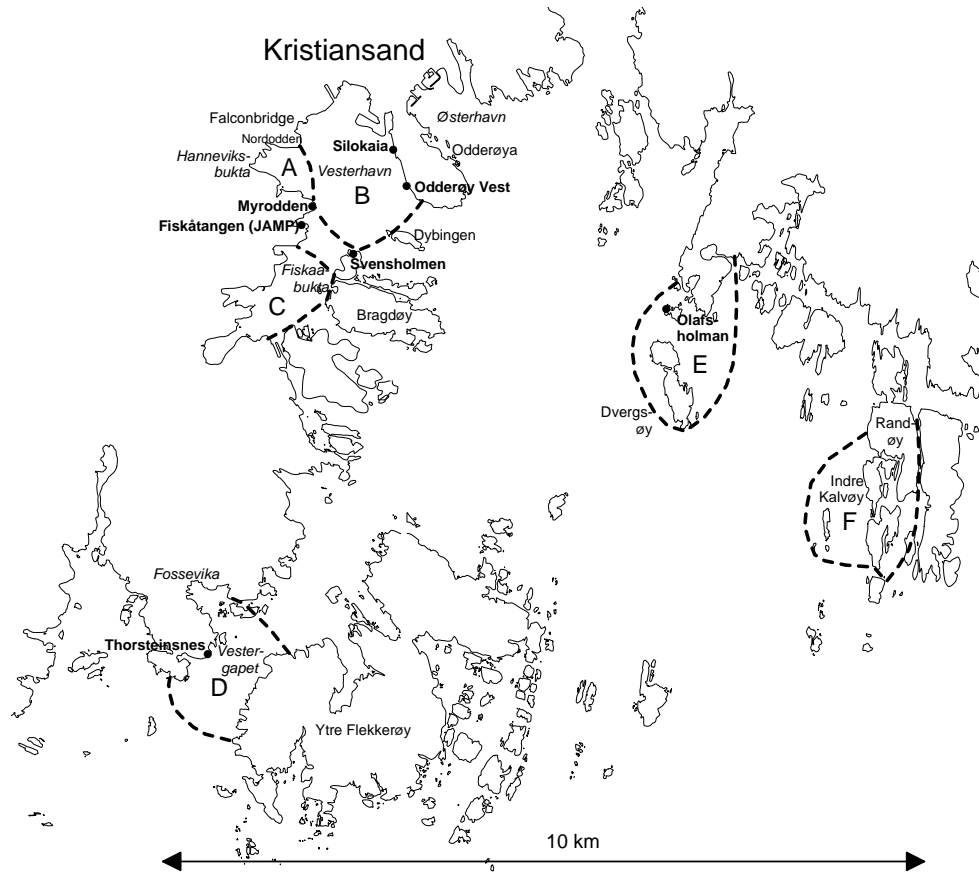 Kristiansand
Falconbridge
Nordodden
Hanneviks-
bukta
A
Østerhavn
Silokaia
Odderøya
Vesterhavn
B
Odderøy Vest
Myrodden
Fiskåtangen (JAMP)
Dybingen
Svensholmen
Fiskaa-
bukta
C
Bragdøy
Olafs-
holman
E
Dvergs-
øy
Rand-
øy
Indre
Kalvøy
F
Fossevika
Thorsteinsnes
Vester-
gapet
D
Ytre Flekkerøy
10 km